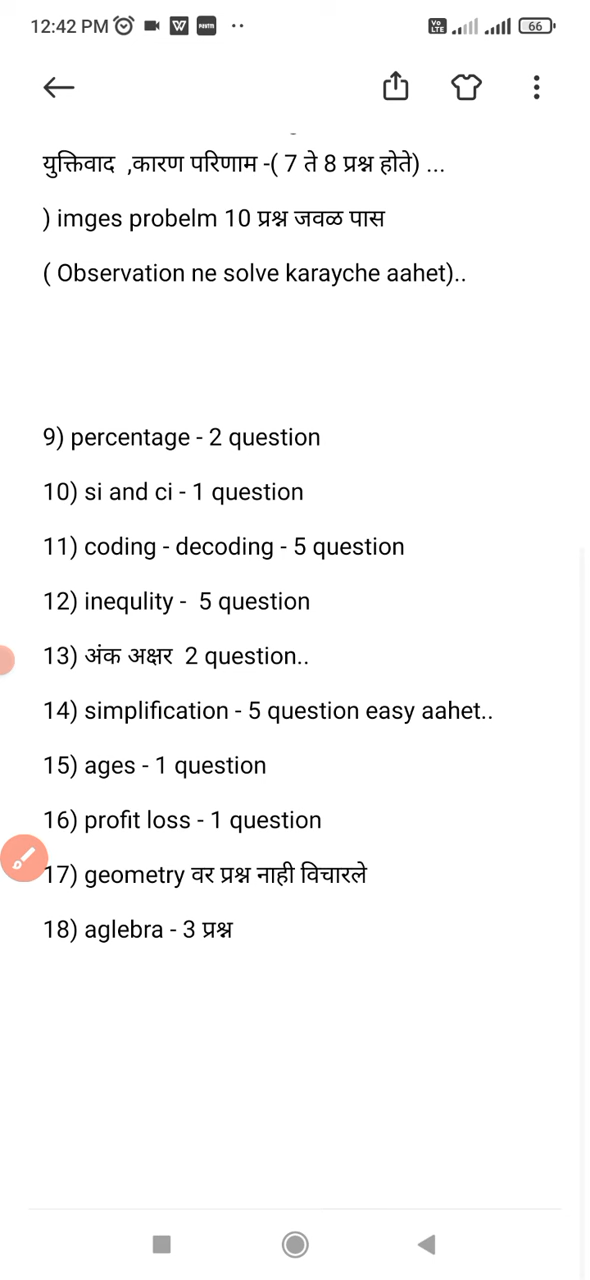 12:42 PM
Vo LTE
66
युक्तिवाद ,कारण परिणाम -( 7 ते 8 प्रश्न होते) ...
) imges probelm 10 प्रश्न जवळ पास
( Observation ne solve karayche aahet)..
9) percentage - 2 question
10) si and ci - 1 question
11) coding - decoding - 5 question
12) inequlity - 5 question
13) अंक अक्षर 2 question..
14) simplification - 5 question easy aahet..
15) ages - 1 question
16) profit loss - 1 question
17) geometry वर प्रश्न नाही विचारले
18) aglebra - 3 प्रश्न